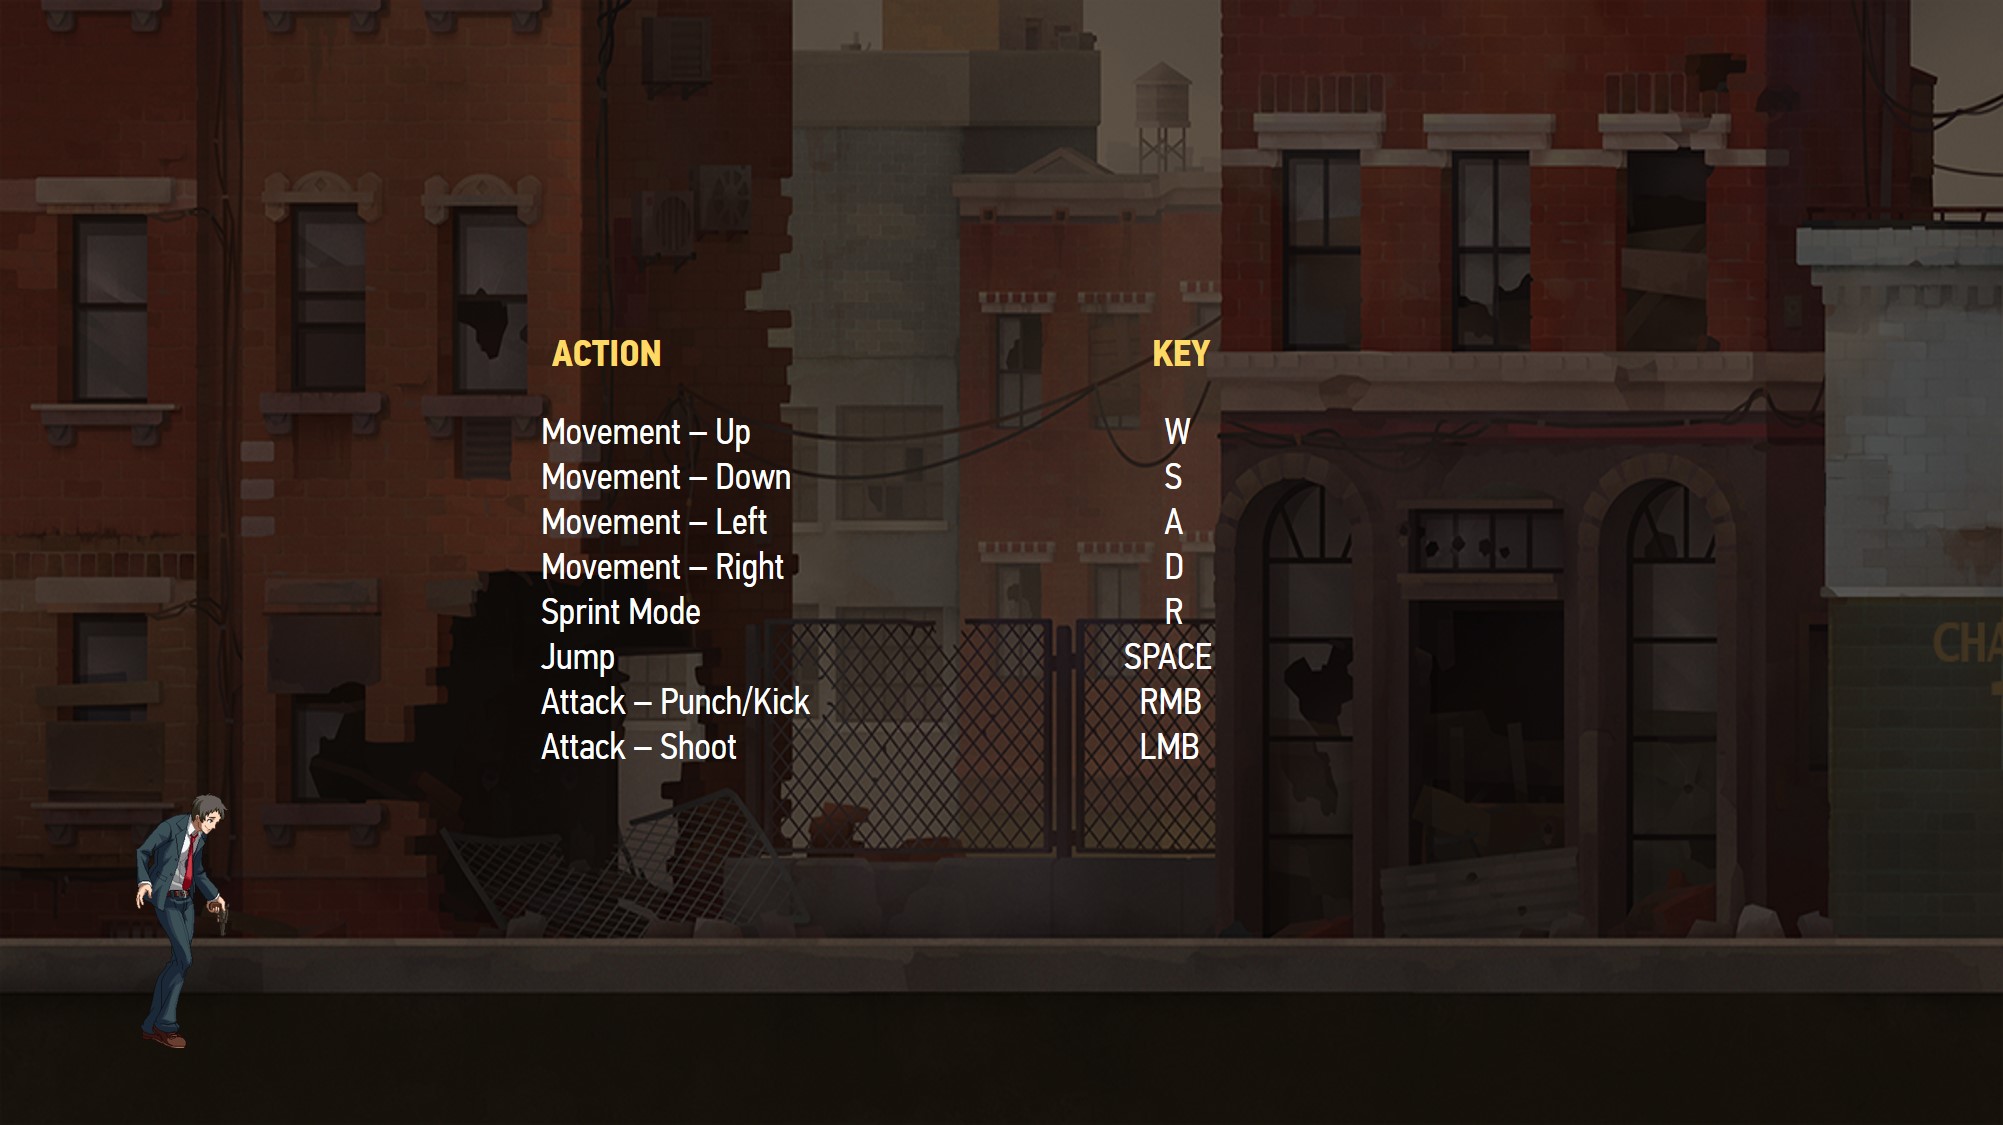 ACTION KEY
Movement – Up W
Movement – Down S
Movement – Left A
Movement – Right D
Sprint Mode R
Jump SPACE
Attack – Punch/Kick RMB
Attack – Shoot LMB